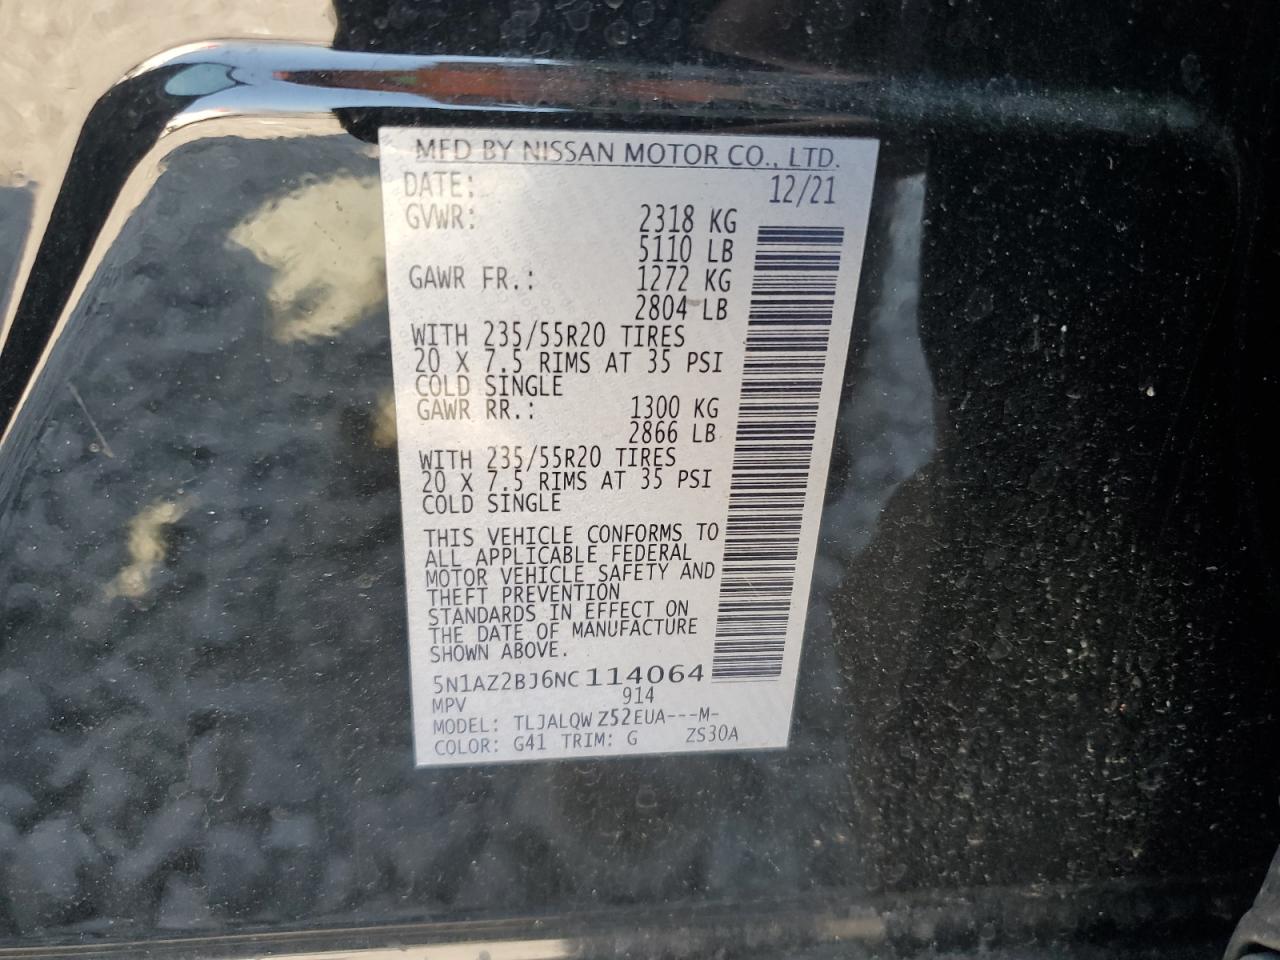 MFD BY NISSAN MOTOR CO., LTD.
DATE: 12/21
GVWR: 2318 KG
5110 LB
GAWR FR.: 1272 KG
2804 LB
WITH 235/55R20 TIRES
20 X 7.5 RIMS AT 35 PSI
COLD SINGLE
GAWR RR.: 1300 KG
2866 LB
WITH 235/55R20 TIRES
20 X 7.5 RIMS AT 35 PSI
COLD SINGLE
THIS VEHICLE CONFORMS TO
ALL APPLICABLE FEDERAL
MOTOR VEHICLE SAFETY AND
THEFT PREVENTION
STANDARDS IN EFFECT ON
THE DATE OF MANUFACTURE
SHOWN ABOVE.
5N1AZ2BJ6NC114064
MPV 914
MODEL: TLJALQWZ52EUA---M-
COLOR: G41 TRIM: G ZS30A